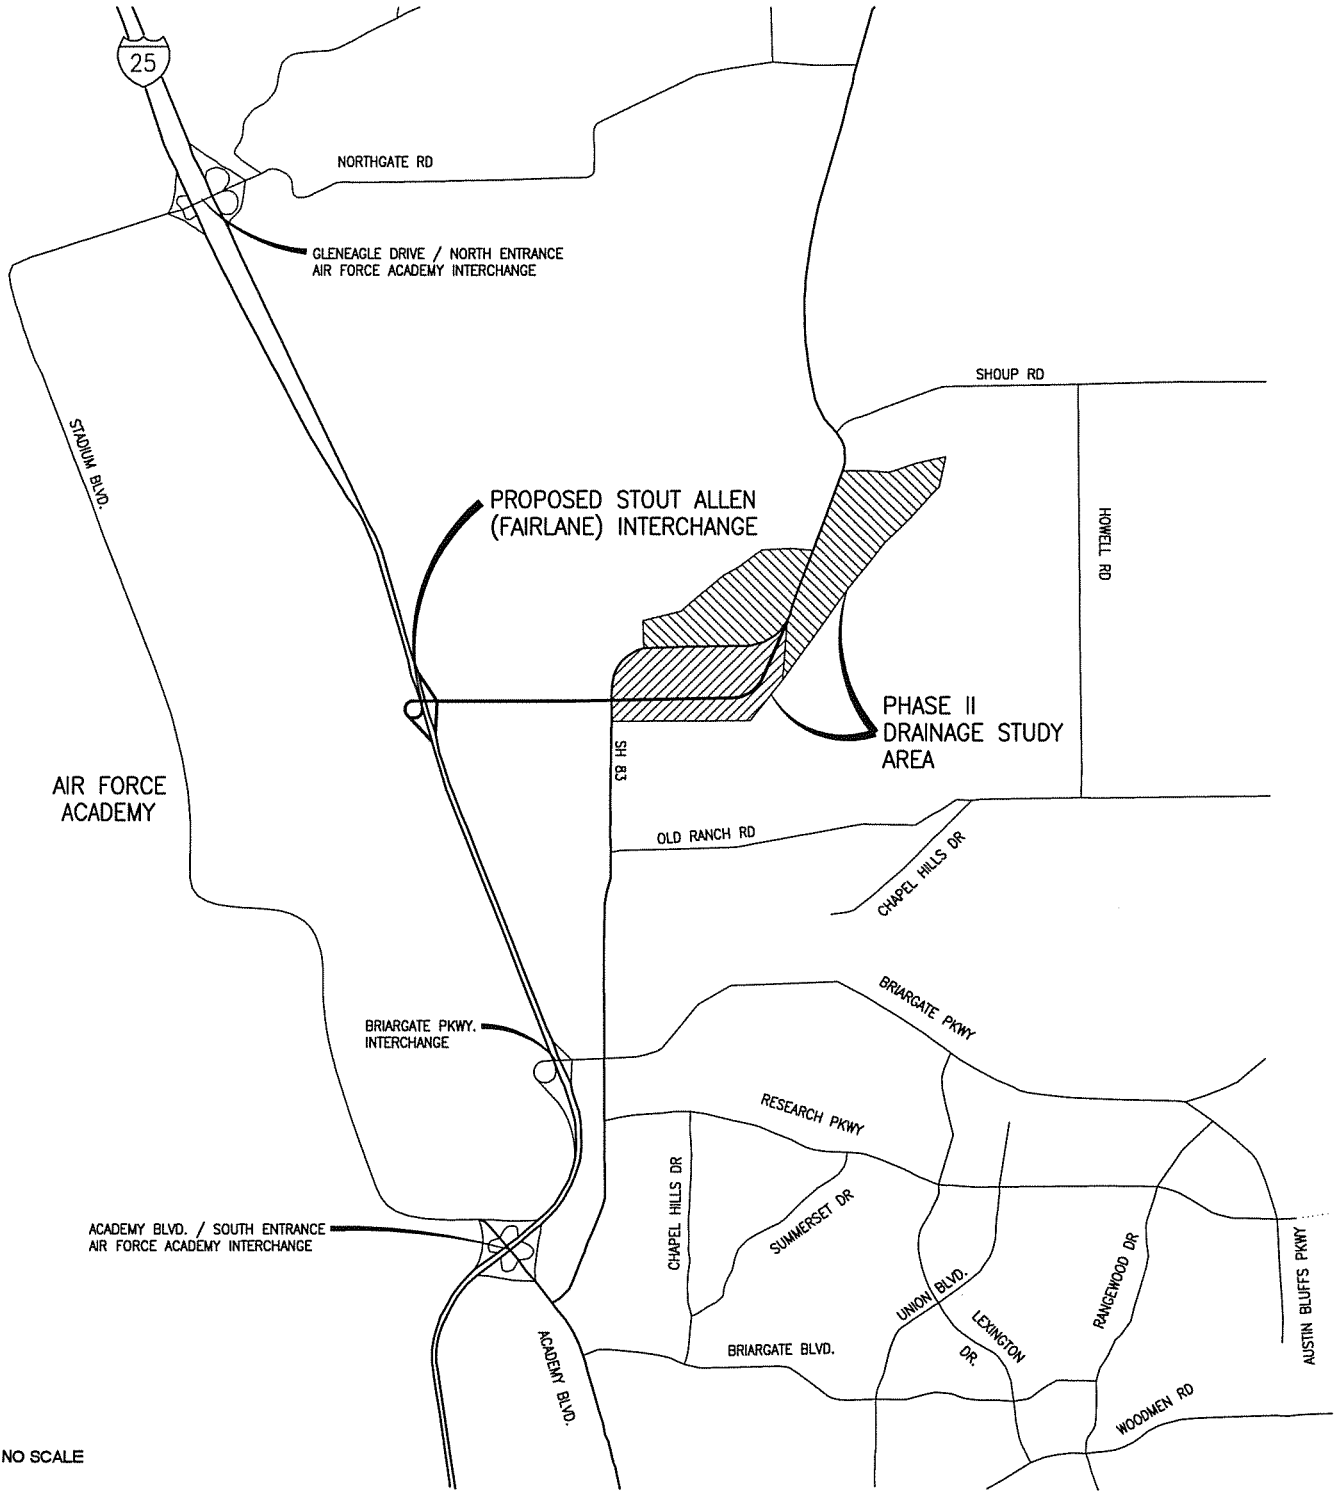 25
NORTHGATE RD
GLENEAGLE DRIVE / NORTH ENTRANCE
AIR FORCE ACADEMY INTERCHANGE
SHOUP RD
STADIUM BLVD.
PROPOSED STOUT ALLEN
(FAIRLANE) INTERCHANGE
HOWELL RD
PHASE II
DRAINAGE STUDY
AREA
SH 83
AIR FORCE
ACADEMY
OLD RANCH RD
CHAPEL HILLS DR
BRIARGATE PKWY
BRIARGATE PKWY.
INTERCHANGE
RESEARCH PKWY
CHAPEL HILLS DR
SUMMERSET DR
ACADEMY BLVD. / SOUTH ENTRANCE
AIR FORCE ACADEMY INTERCHANGE
UNION BLVD.
RANGEWOOD DR
AUSTIN BLUFFS PKWY
LEXINGTON
DR.
BRIARGATE BLVD.
ACADEMY BLVD.
WOODMEN RD
NO SCALE